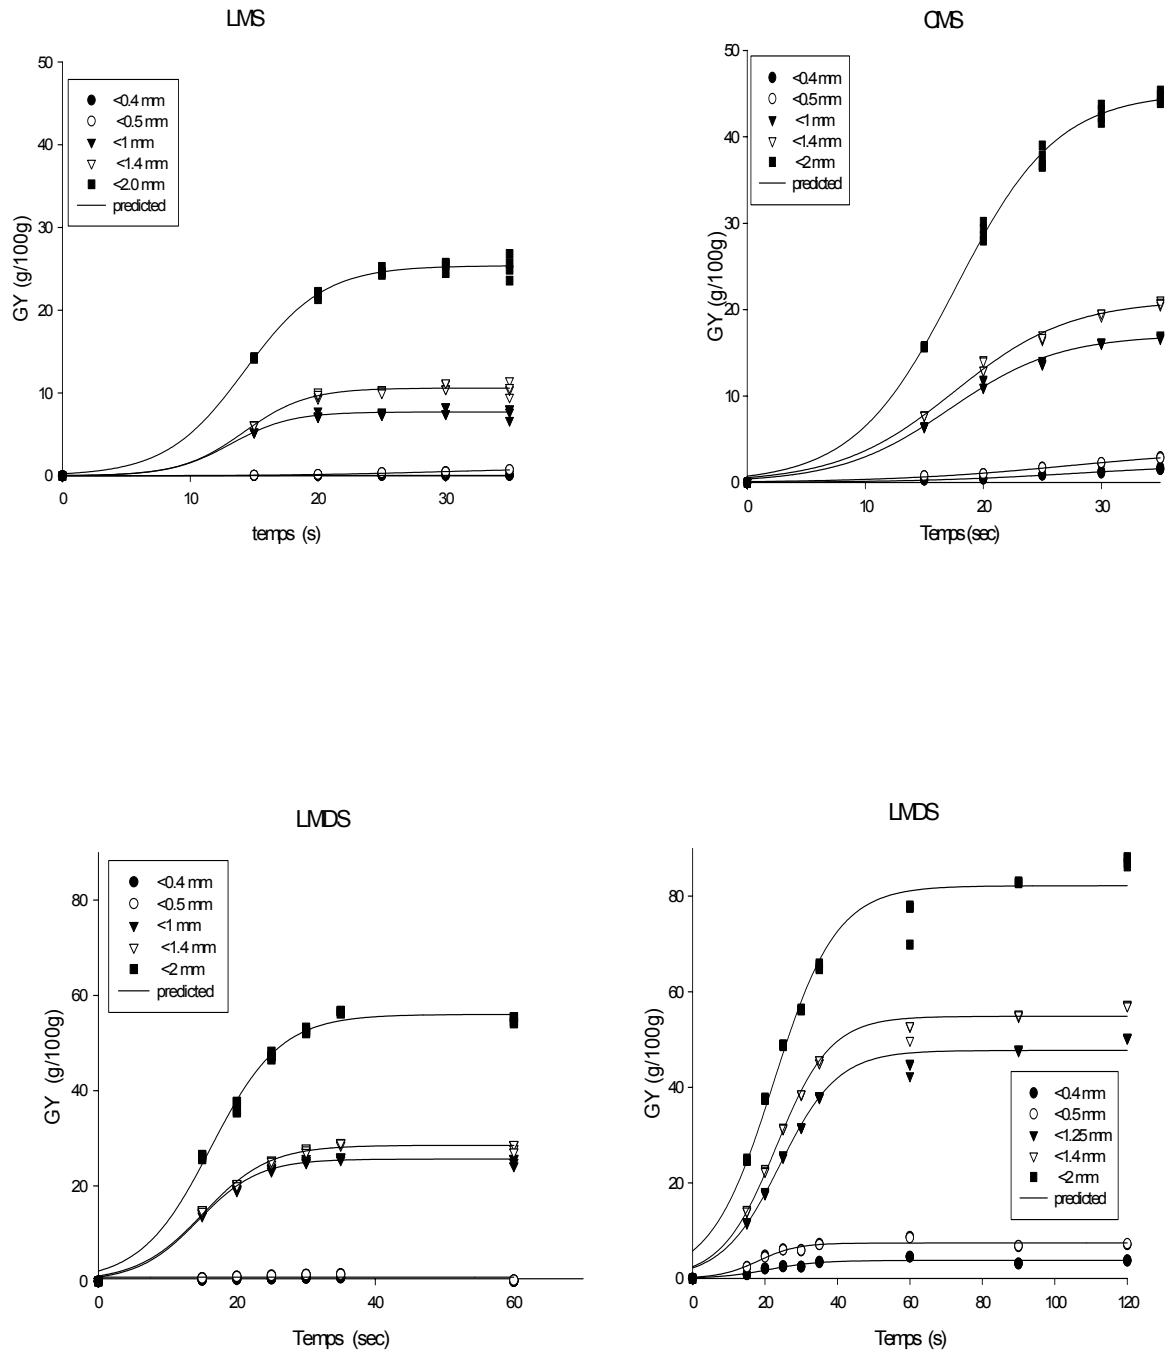 LMS
50
40
30
20
10
0
GY (g/100g)
<0.4 mm
<0.5 mm
<1 mm
<1.4 mm
<2.0 mm
predicted
0 10 20 30
temps (s)
CMS
50
40
30
20
10
0
GY (g/100g)
<0.4 mm
<0.5 mm
<1 mm
<1.4 mm
<2 mm
predicted
0 10 20 30
Temps (sec)
LMDS
80
60
40
20
0
GY (g/100g)
<0.4 mm
<0.5 mm
<1 mm
<1.4 mm
<2 mm
predicted
0 20 40 60
Temps (sec)
LMDS
80
60
40
20
0
GY (g/100g)
<0.4 mm
<0.5 mm
<1.25 mm
<1.4 mm
<2 mm
predicted
0 20 40 60 80 100 120
Temps (s)